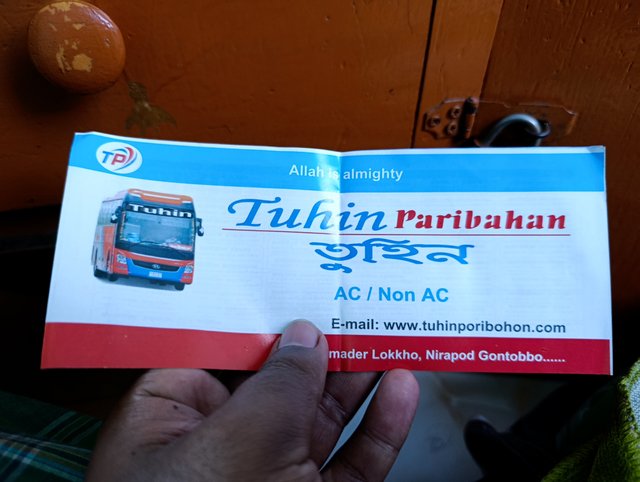 TP
Allah is almighty
Tuhin
Tuhin Paribahan
তুহিন
AC / Non AC
E-mail: www.tuhinporibohon.com
mader Lokkho, Nirapod Gontobbo......